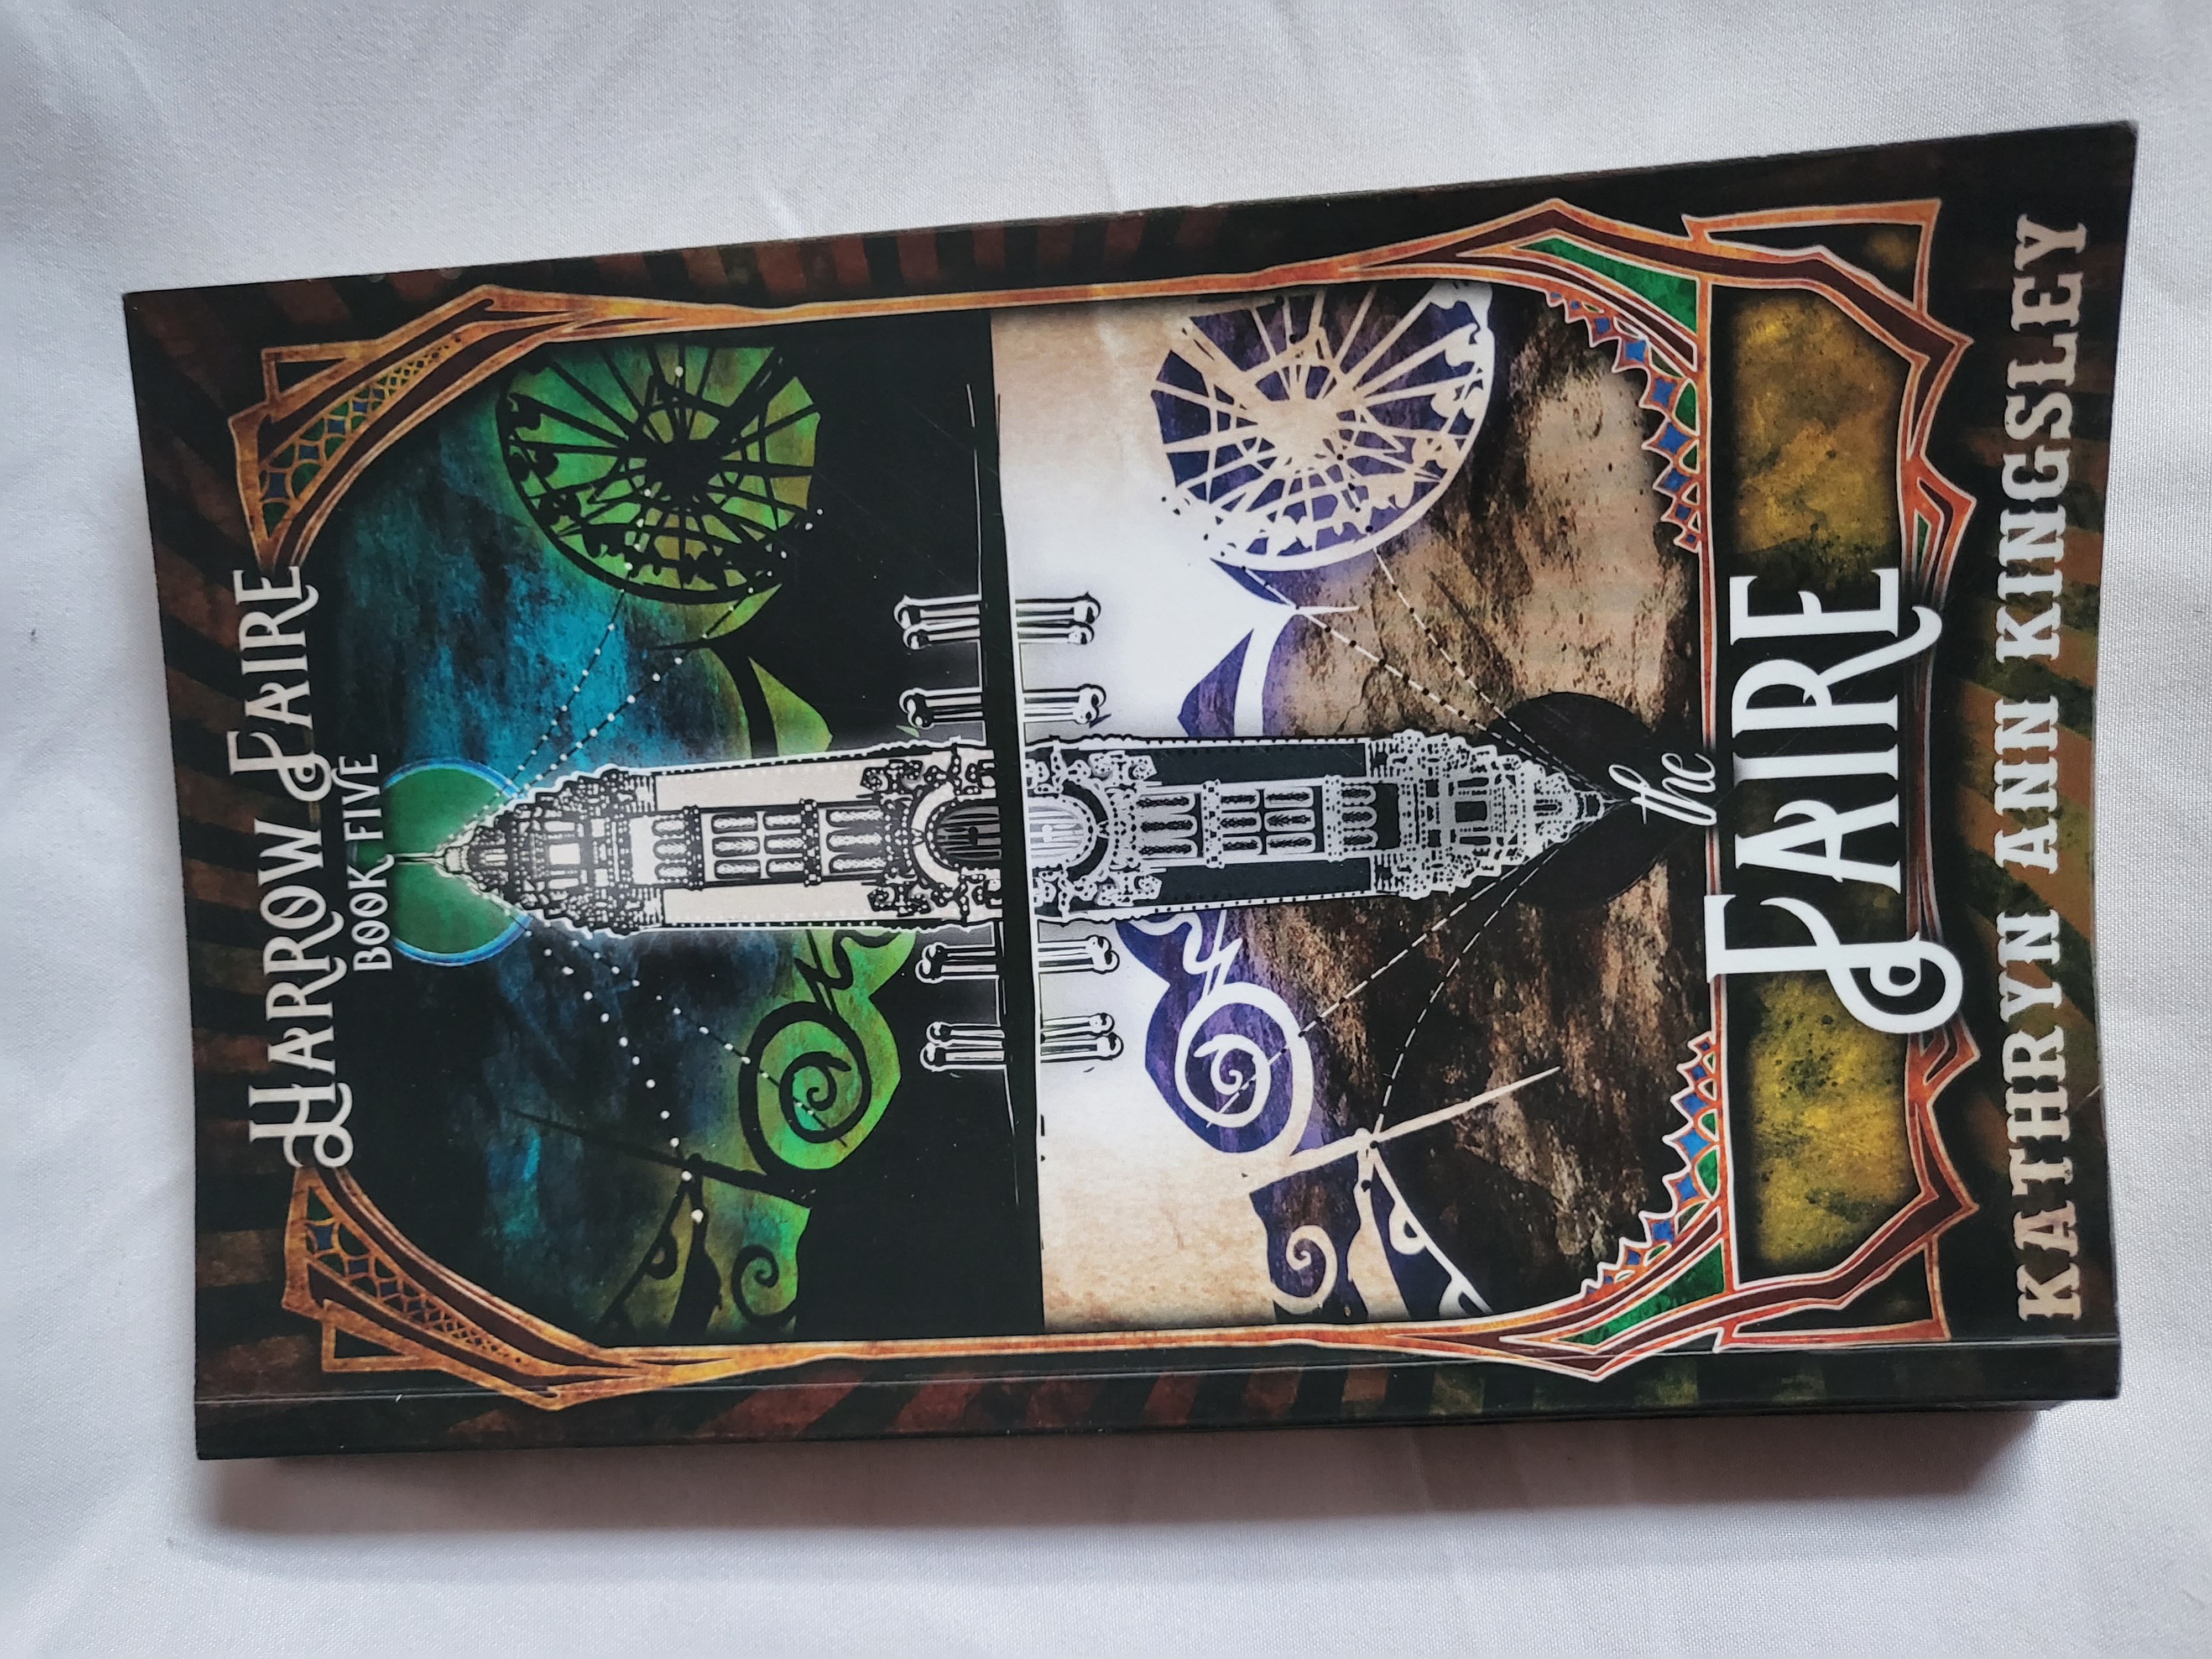 HARROW FAIRE
BOOK FIVE
the
FAIRE
KATHRYN ANN KINGSLEY